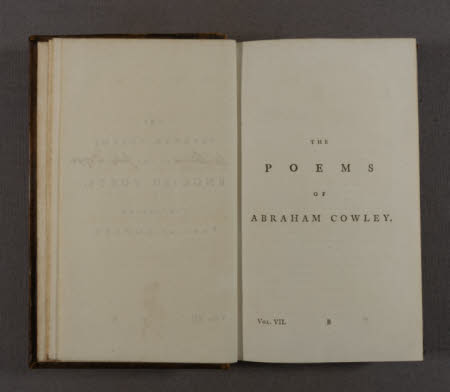 THE
POEMS
OF
ABRAHAM COWLEY.
VOL. VII. B